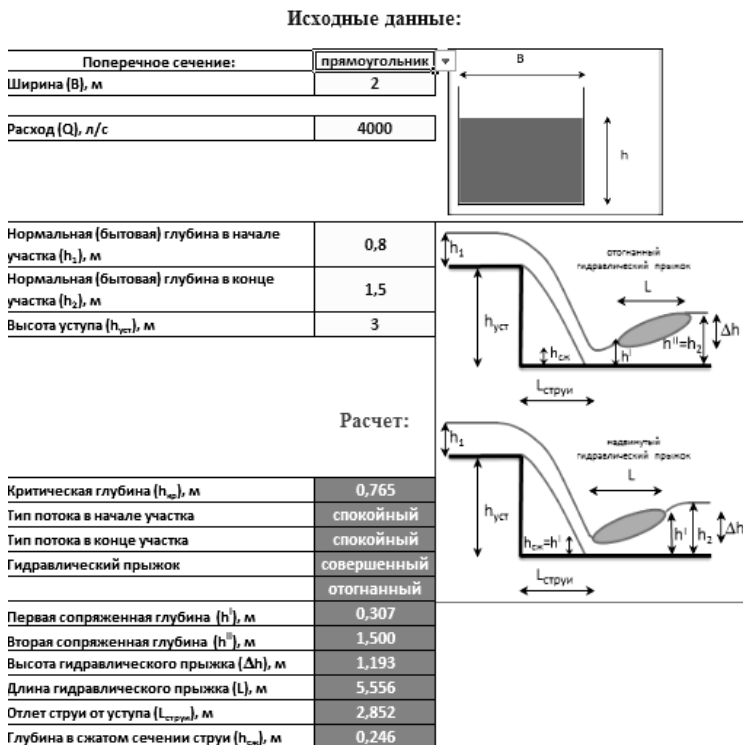 Исходные данные:
Поперечное сечение: прямоугольник
Ширина (B), м 2
Расход (Q), л/с 4000
B
h
Нормальная (бытовая) глубина в начале
участка (h₁), м 0,8
Нормальная (бытовая) глубина в конце
участка (h₂), м 1,5
Высота уступа (hуст), м 3
h₁
отогнанный
гидравлический прыжок
L
hуст
hсж
hᴵ
hᴵᴵ=h₂
Δh
Lструи
Расчет:
h₁
надвинутый
гидравлический прыжок
L
hуст
hсж=hᴵ
hᴵ
h₂
Δh
Lструи
Критическая глубина (hкр), м 0,765
Тип потока в начале участка спокойный
Тип потока в конце участка спокойный
Гидравлический прыжок совершенный
отогнанный
Первая сопряженная глубина (hᴵ), м 0,307
Вторая сопряженная глубина (hᴵᴵ), м 1,500
Высота гидравлического прыжка (Δh), м 1,193
Длина гидравлического прыжка (L), м 5,556
Отлет струи от уступа (Lструи), м 2,852
Глубина в сжатом сечении струи (hсж), м 0,246